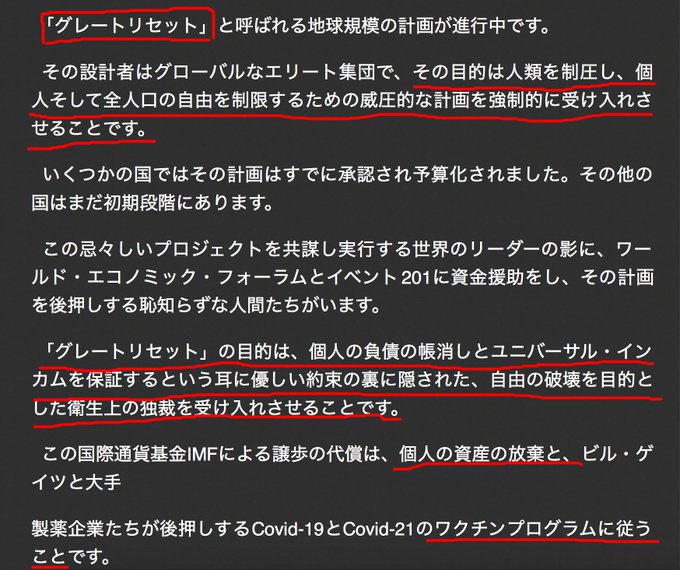 「グレートリセット」と呼ばれる地球規模の計画が進行中です。
その設計者はグローバルなエリート集団で、その目的は人類を制圧し、個
人そして全人口の自由を制限するための威圧的な計画を強制的に受け入れさ
せることです。
いくつかの国ではその計画はすでに承認され予算化されました。その他の
国はまだ初期段階にあります。
この忌々しいプロジェクトを共謀し実行する世界のリーダーの影に、ワー
ルド・エコノミック・フォーラムとイベント201に資金援助をし、その計画
を後押しする恥知らずな人間たちがいます。
「グレートリセット」の目的は、個人の負債の帳消しとユニバーサル・イン
カムを保証するという耳に優しい約束の裏に隠された、自由の破壊を目的と
した衛生上の独裁を受け入れさせることです。
この国際通貨基金IMFによる譲歩の代償は、個人の資産の放棄と、ビル・ゲ
イツと大手
製薬企業たちが後押しするCovid-19とCovid-21のワクチンプログラムに従う
ことです。